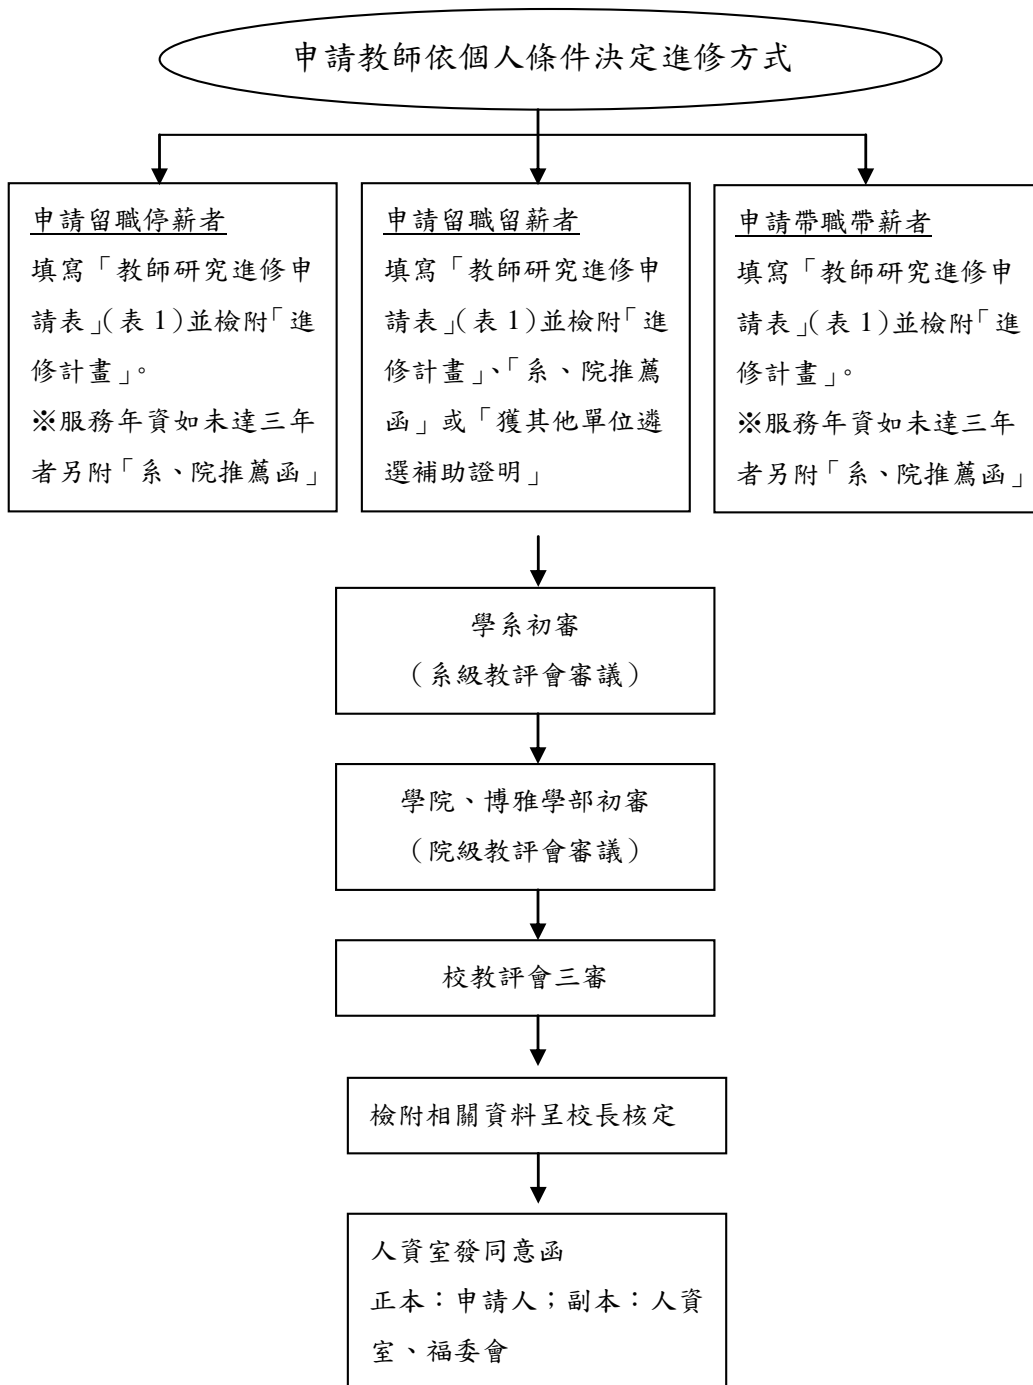 申請教師依個人條件決定進修方式
申請留職停薪者
填寫「教師研究進修申
請表」(表 1)並檢附「進
修計畫」。
※服務年資如未達三年
者另附「系、院推薦函」
申請留職留薪者
填寫「教師研究進修申
請表」(表 1)並檢附「進
修計畫」、「系、院推薦
函」或「獲其他單位遴
選補助證明」
申請帶職帶薪者
填寫「教師研究進修申
請表」(表 1)並檢附「進
修計畫」。
※服務年資如未達三年
者另附「系、院推薦函」
學系初審
（系級教評會審議）
學院、博雅學部初審
（院級教評會審議）
校教評會三審
檢附相關資料呈校長核定
人資室發同意函
正本：申請人；副本：人資
室、福委會